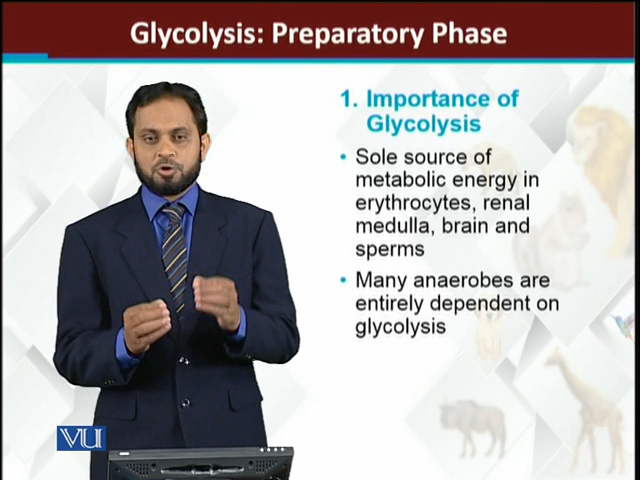 Glycolysis: Preparatory Phase
1. Importance of
Glycolysis
• Sole source of
metabolic energy in
erythrocytes, renal
medulla, brain and
sperms
• Many anaerobes are
entirely dependent on
glycolysis
VU